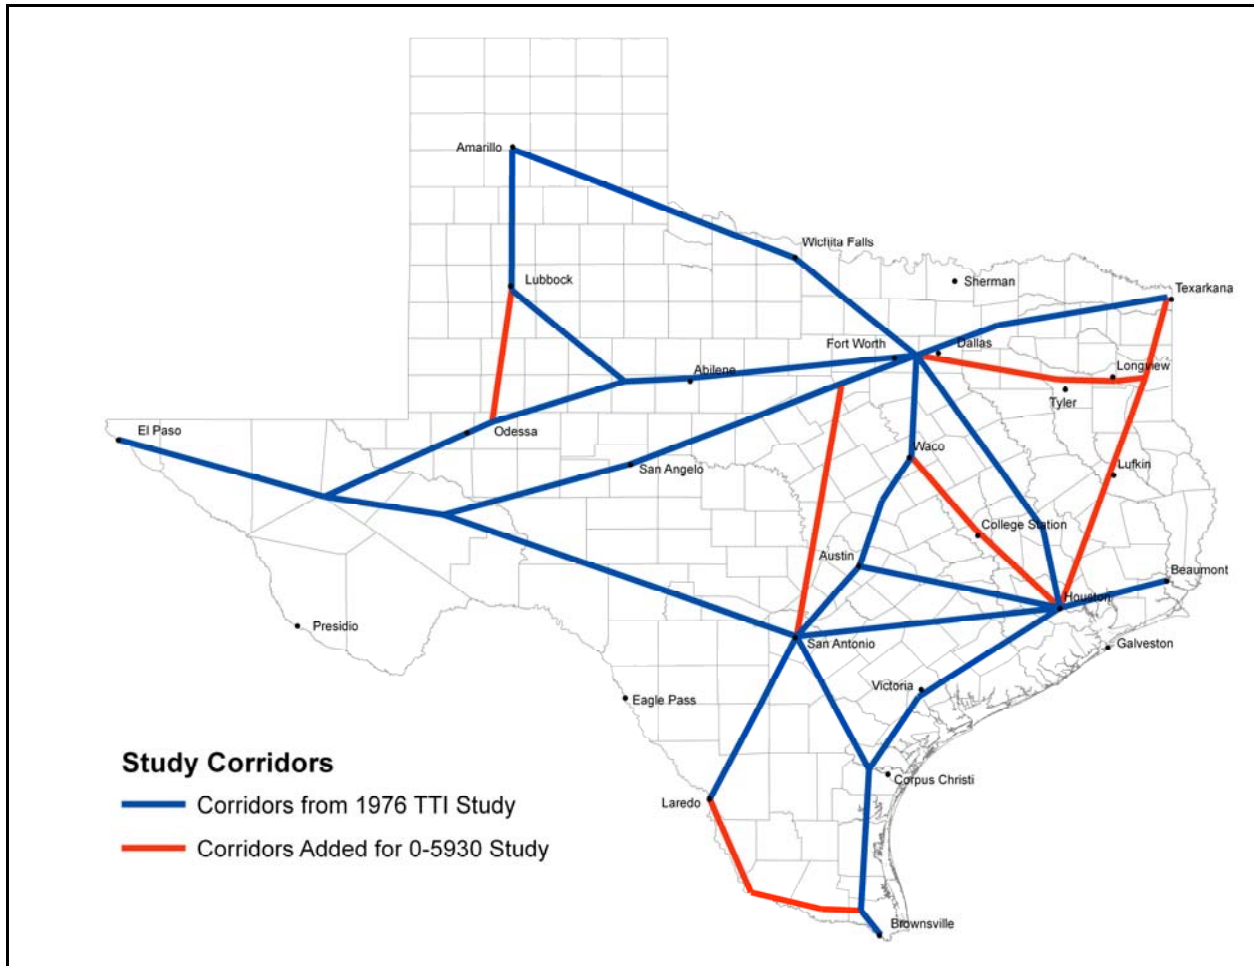 Amarillo
Wichita Falls
Lubbock
Sherman
Texarkana
Fort Worth
Dallas
Abilene
Longview
Tyler
El Paso
Odessa
San Angelo
Waco
Lufkin
College Station
Austin
Beaumont
Houston
Presidio
San Antonio
Galveston
Victoria
Eagle Pass
Study Corridors
Corridors from 1976 TTI Study
Corridors Added for 0-5930 Study
Corpus Christi
Laredo
Brownsville